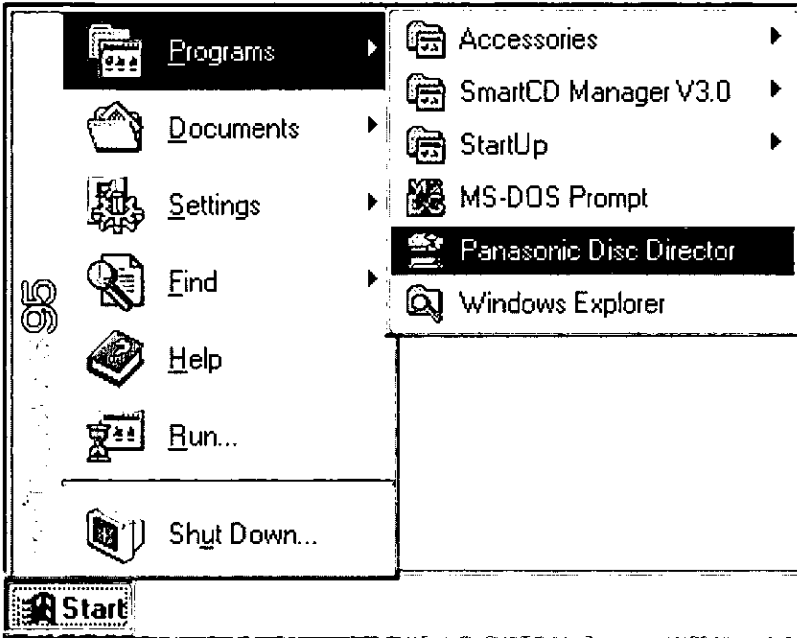 Programs
Documents
Settings
Find
Help
Run...
Shut Down...
Start
Accessories
SmartCD Manager V3.0
StartUp
MS-DOS Prompt
Panasonic Disc Director
Windows Explorer
95